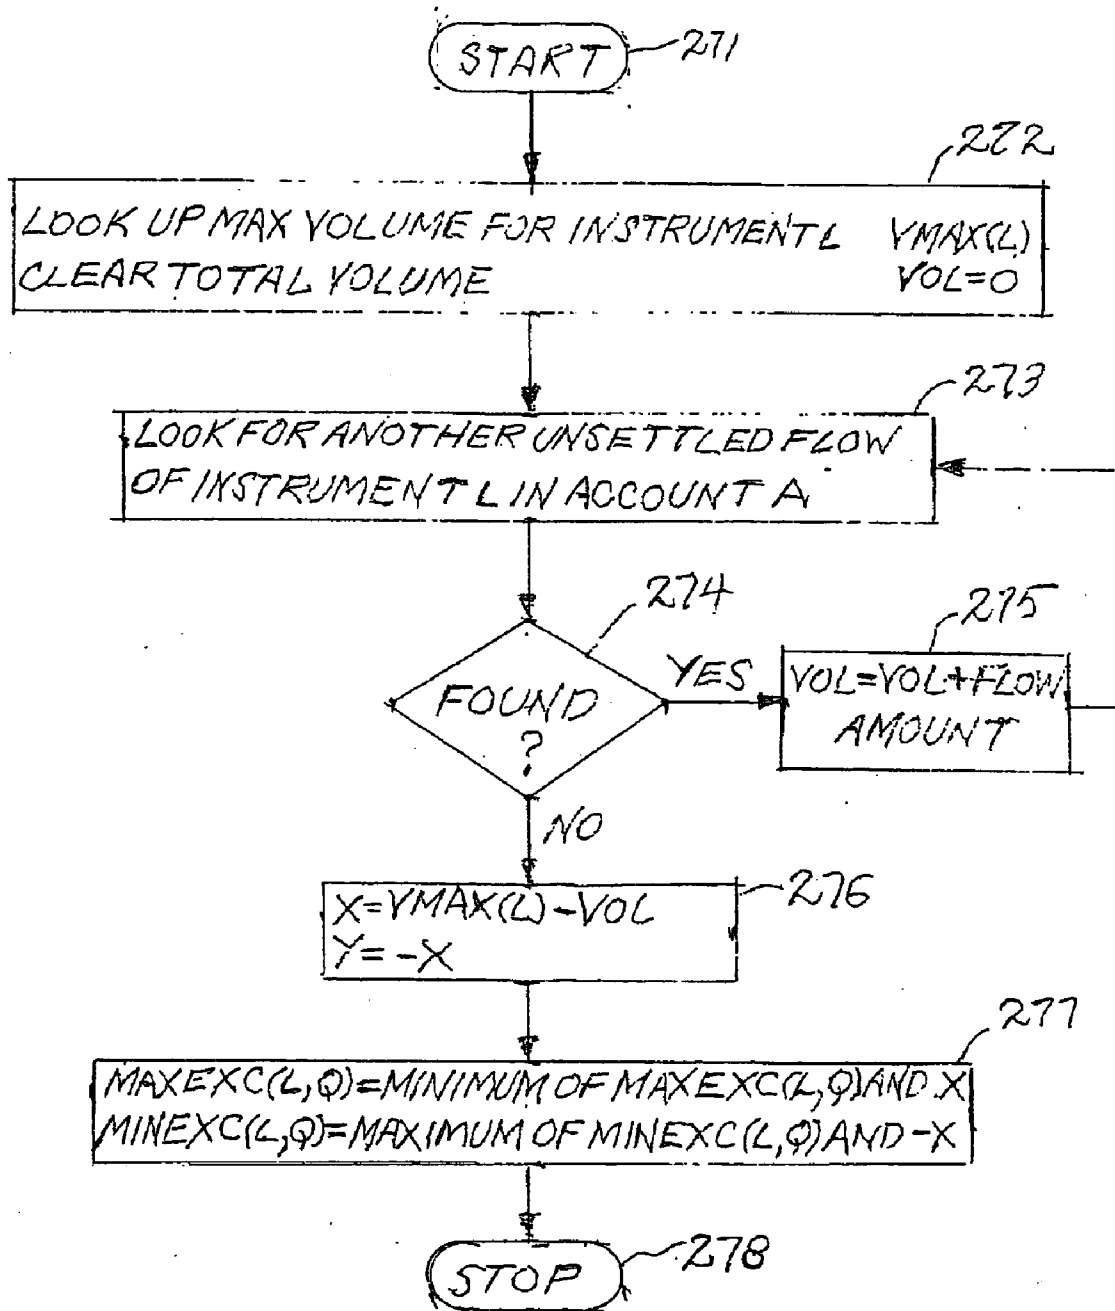 START
271
272
LOOK UP MAX VOLUME FOR INSTRUMENT L VMAX(L)
CLEAR TOTAL VOLUME VOL=0
273
LOOK FOR ANOTHER UNSETTLED FLOW
OF INSTRUMENT L IN ACCOUNT A
274
FOUND
?
YES
275
VOL=VOL+FLOW
AMOUNT
NO
276
X=VMAX(L)-VOL
Y=-X
277
MAXEXC(L,Q)=MINIMUM OF MAXEXC(L,Q) AND X
MINEXC(L,Q)=MAXIMUM OF MINEXC(L,Q) AND -X
STOP
278